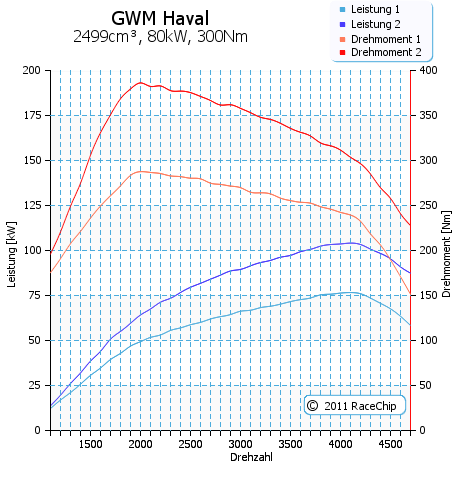 GWM Haval
2499cm³, 80kW, 300Nm
Leistung 1
Leistung 2
Drehmoment 1
Drehmoment 2
200
175
150
125
100
75
50
25
0
Leistung [kW]
400
350
300
250
200
150
100
50
0
Drehmoment [Nm]
1500 2000 2500 3000 3500 4000 4500
Drehzahl
© 2011 RaceChip